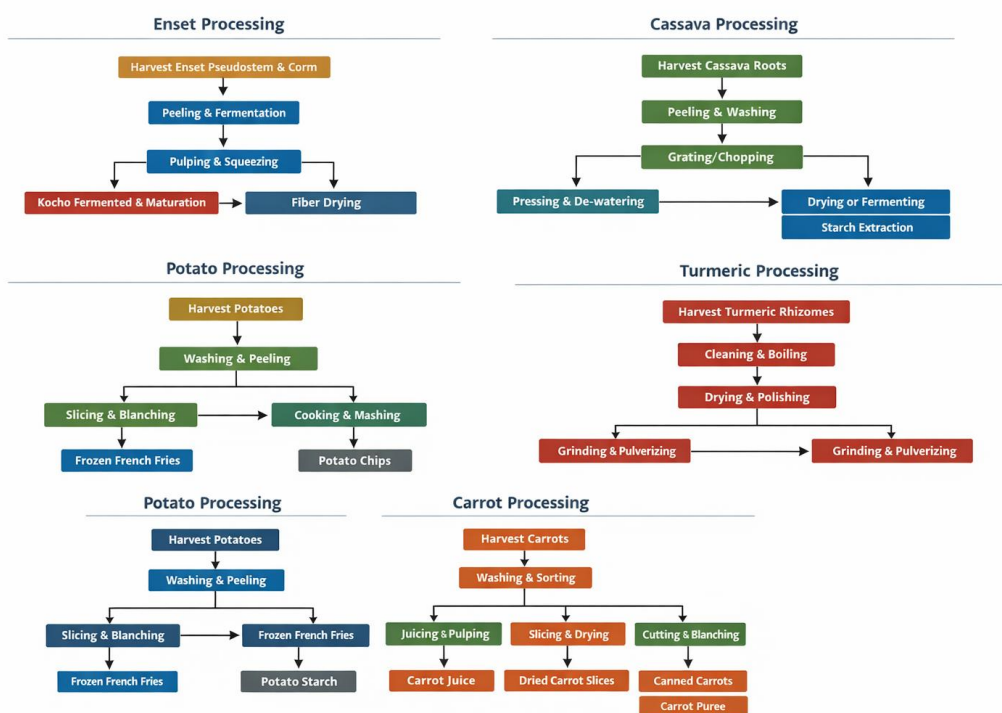 Enset Processing
Harvest Enset Pseudostem & Corm
Peeling & Fermentation
Pulping & Squeezing
Kocho Fermented & Maturation
Fiber Drying
Cassava Processing
Harvest Cassava Roots
Peeling & Washing
Grating/Chopping
Pressing & De-watering
Drying or Fermenting
Starch Extraction
Potato Processing
Harvest Potatoes
Washing & Peeling
Slicing & Blanching
Cooking & Mashing
Frozen French Fries
Potato Chips
Turmeric Processing
Harvest Turmeric Rhizomes
Cleaning & Boiling
Drying & Polishing
Grinding & Pulverizing
Grinding & Pulverizing
Potato Processing
Harvest Potatoes
Washing & Peeling
Slicing & Blanching
Frozen French Fries
Frozen French Fries
Potato Starch
Carrot Processing
Harvest Carrots
Washing & Sorting
Juicing & Pulping
Slicing & Drying
Cutting & Blanching
Carrot Juice
Dried Carrot Slices
Canned Carrots
Carrot Puree